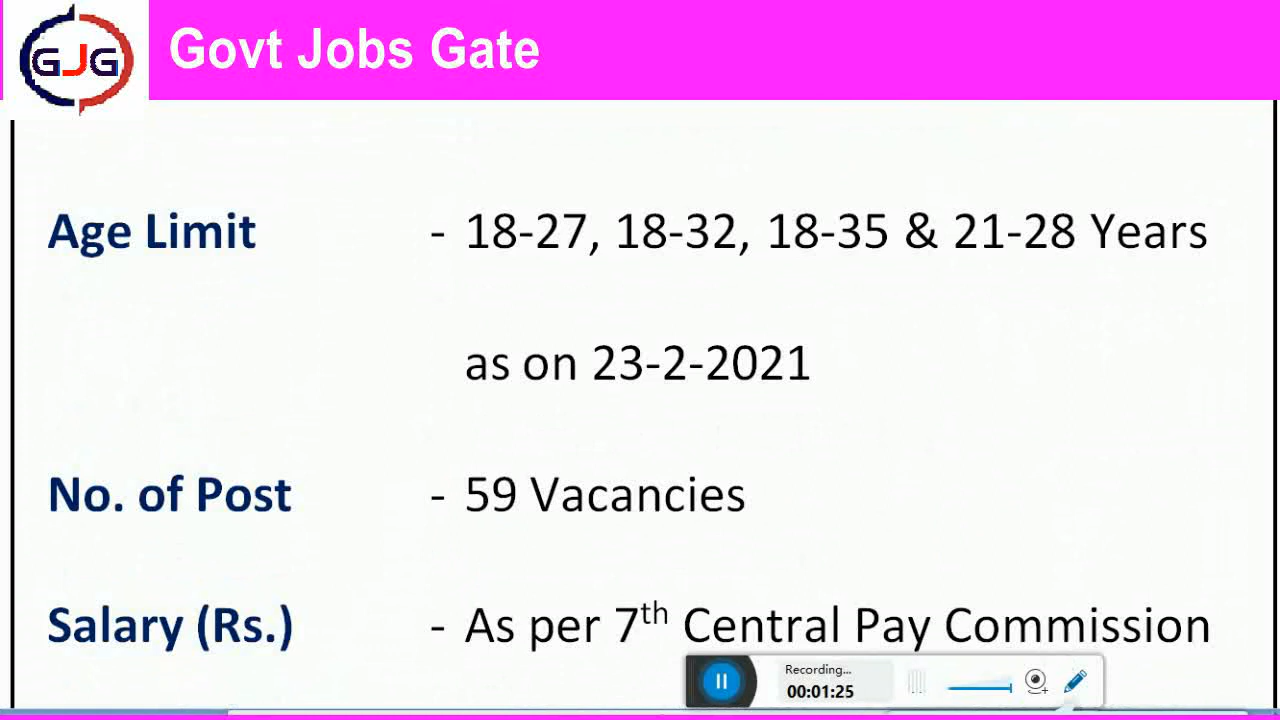 GJG
Govt Jobs Gate
Age Limit - 18-27, 18-32, 18-35 & 21-28 Years
as on 23-2-2021
No. of Post - 59 Vacancies
Salary (Rs.) - As per 7th Central Pay Commission
Recording...
00:01:25